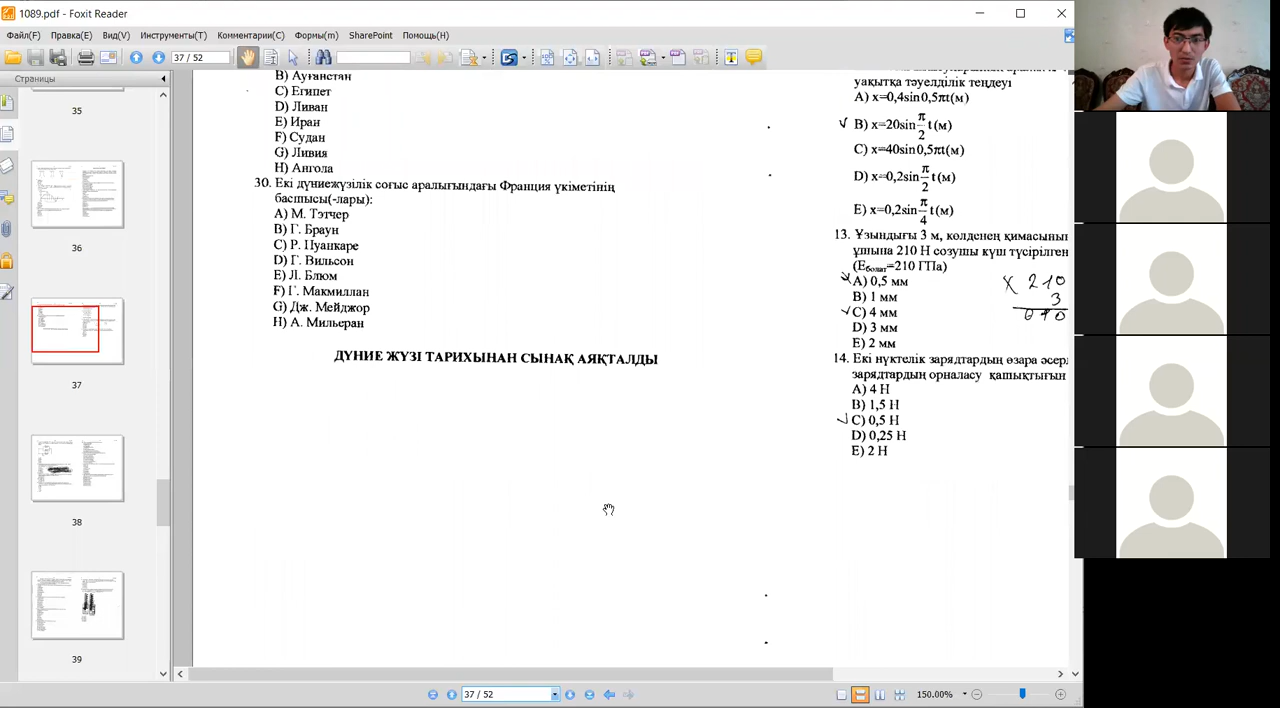 1089.pdf - Foxit Reader
Файл(F) Правка(E) Вид(V) Инструменты(T) Комментарии(C) Формы(m) SharePoint Помощь(H)
37 / 52
Страницы
35
36
37
38
39
B) Ауғанстан
C) Египет
D) Ливан
E) Иран
F) Судан
G) Ливия
H) Ангола
30. Екі дүниежүзілік соғыс аралығындағы Франция үкіметінің
басшысы(-лары):
A) М. Тэтчер
B) Г. Браун
C) Р. Пуанкаре
D) Г. Вильсон
E) Л. Блюм
F) Г. Макмиллан
G) Дж. Мейджор
H) А. Мильеран
ДҮНИЕ ЖҮЗІ ТАРИХЫНАН СЫНАҚ АЯҚТАЛДЫ
уақытқа тәуелділік теңдеуі
A) x=0,4sin0,5πt(м)
B) x=20sin π/2 t(м)
C) x=40sin0,5πt(м)
D) x=0,2sin π/2 t(м)
E) x=0,2sin π/4 t(м)
13. Ұзындығы 3 м, көлденең қимасының
ұшына 210 Н созушы күш түсірілген
(Eболат=210 ГПа)
A) 0,5 мм
B) 1 мм
C) 4 мм
D) 3 мм
E) 2 мм
x 210
3
14. Екі нүктелік зарядтардың өзара әсер
зарядтардың орналасу қашықтығын
A) 4 Н
B) 1,5 Н
C) 0,5 Н
D) 0,25 Н
E) 2 Н
37 / 52
150.00%